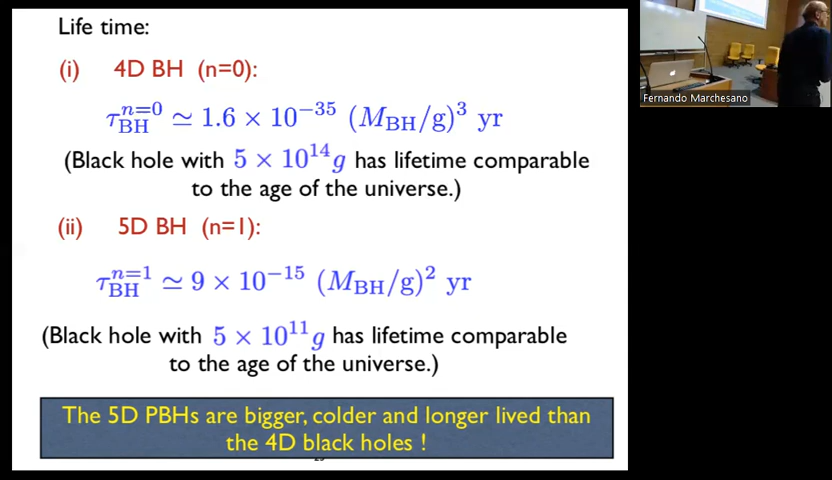 Life time:
(i) 4D BH (n=0):
τ_BH^{n=0} ≃ 1.6 × 10^{−35} (M_BH/g)^3 yr
(Black hole with 5 × 10^{14}g has lifetime comparable
to the age of the universe.)
(ii) 5D BH (n=1):
τ_BH^{n=1} ≃ 9 × 10^{−15} (M_BH/g)^2 yr
(Black hole with 5 × 10^{11}g has lifetime comparable
to the age of the universe.)
The 5D PBHs are bigger, colder and longer lived than
the 4D black holes !
Fernando Marchesano